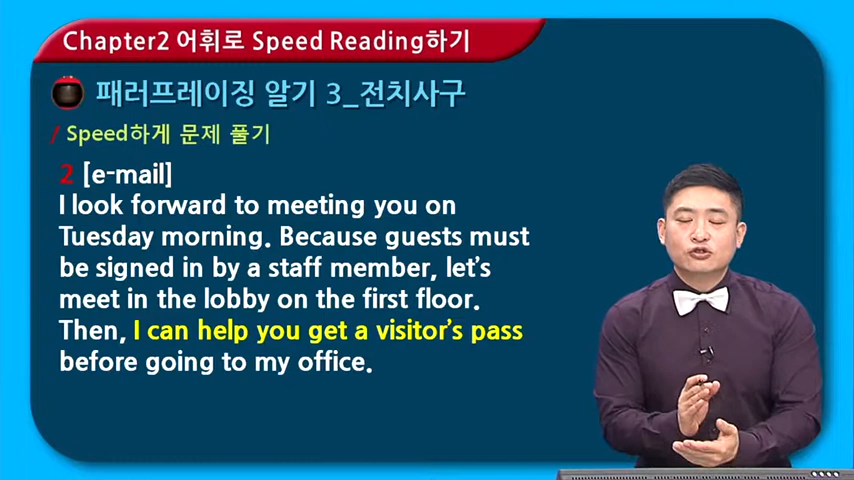 Chapter2 어휘로 Speed Reading하기
패러프레이징 알기 3_전치사구
/ Speed하게 문제 풀기
2 [e-mail]
I look forward to meeting you on
Tuesday morning. Because guests must
be signed in by a staff member, let's
meet in the lobby on the first floor.
Then, I can help you get a visitor's pass
before going to my office.